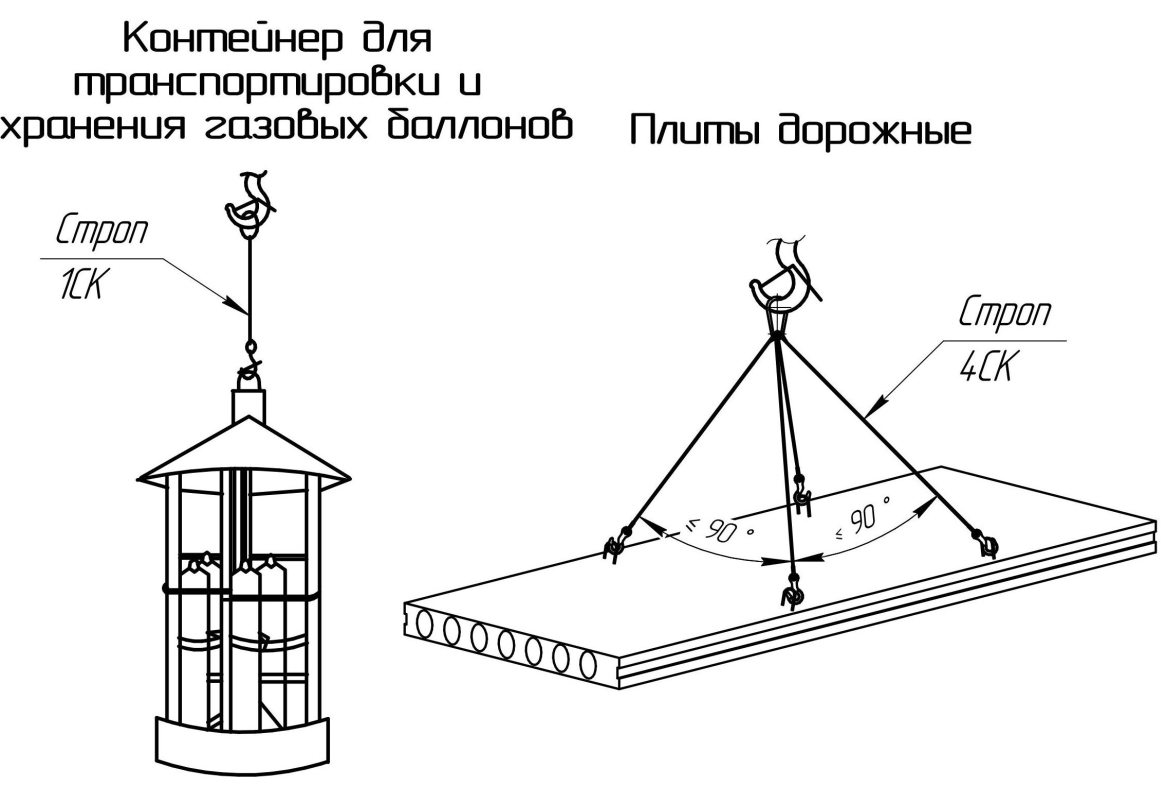 Контейнер для
транспортировки и
хранения газовых баллонов
Строп
1СК
Плиты дорожные
Строп
4СК
≤ 90 °
≤ 90 °